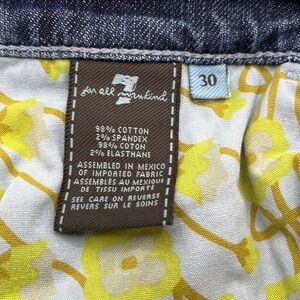 7
for all mankind
30
98% COTTON
2% SPANDEX
98% COTON
2% ELASTHANE
ASSEMBLED IN MEXICO
OF IMPORTED FABRIC
ASSEMBLÉS AU MEXIQUE
DE TISSU IMPORTÉ
SEE CARE ON REVERSE
REVERS SUR LE SOINS